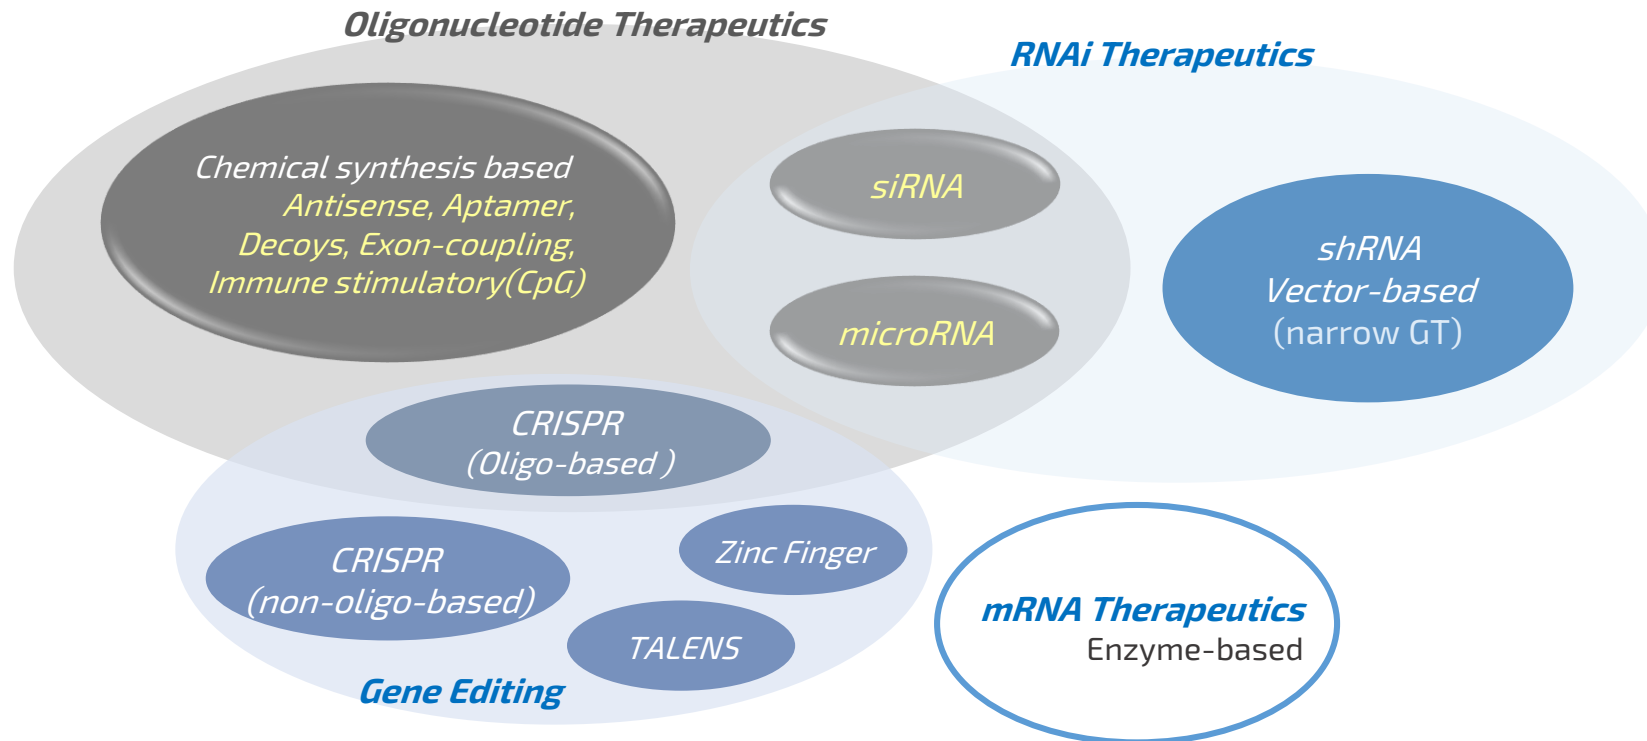 Oligonucleotide Therapeutics
RNAi Therapeutics
Chemical synthesis based
Antisense, Aptamer,
Decoys, Exon-coupling,
Immune stimulatory(CpG)
siRNA
microRNA
shRNA
Vector-based
(narrow GT)
CRISPR
(Oligo-based )
CRISPR
(non-oligo-based)
Zinc Finger
TALENS
Gene Editing
mRNA Therapeutics
Enzyme-based